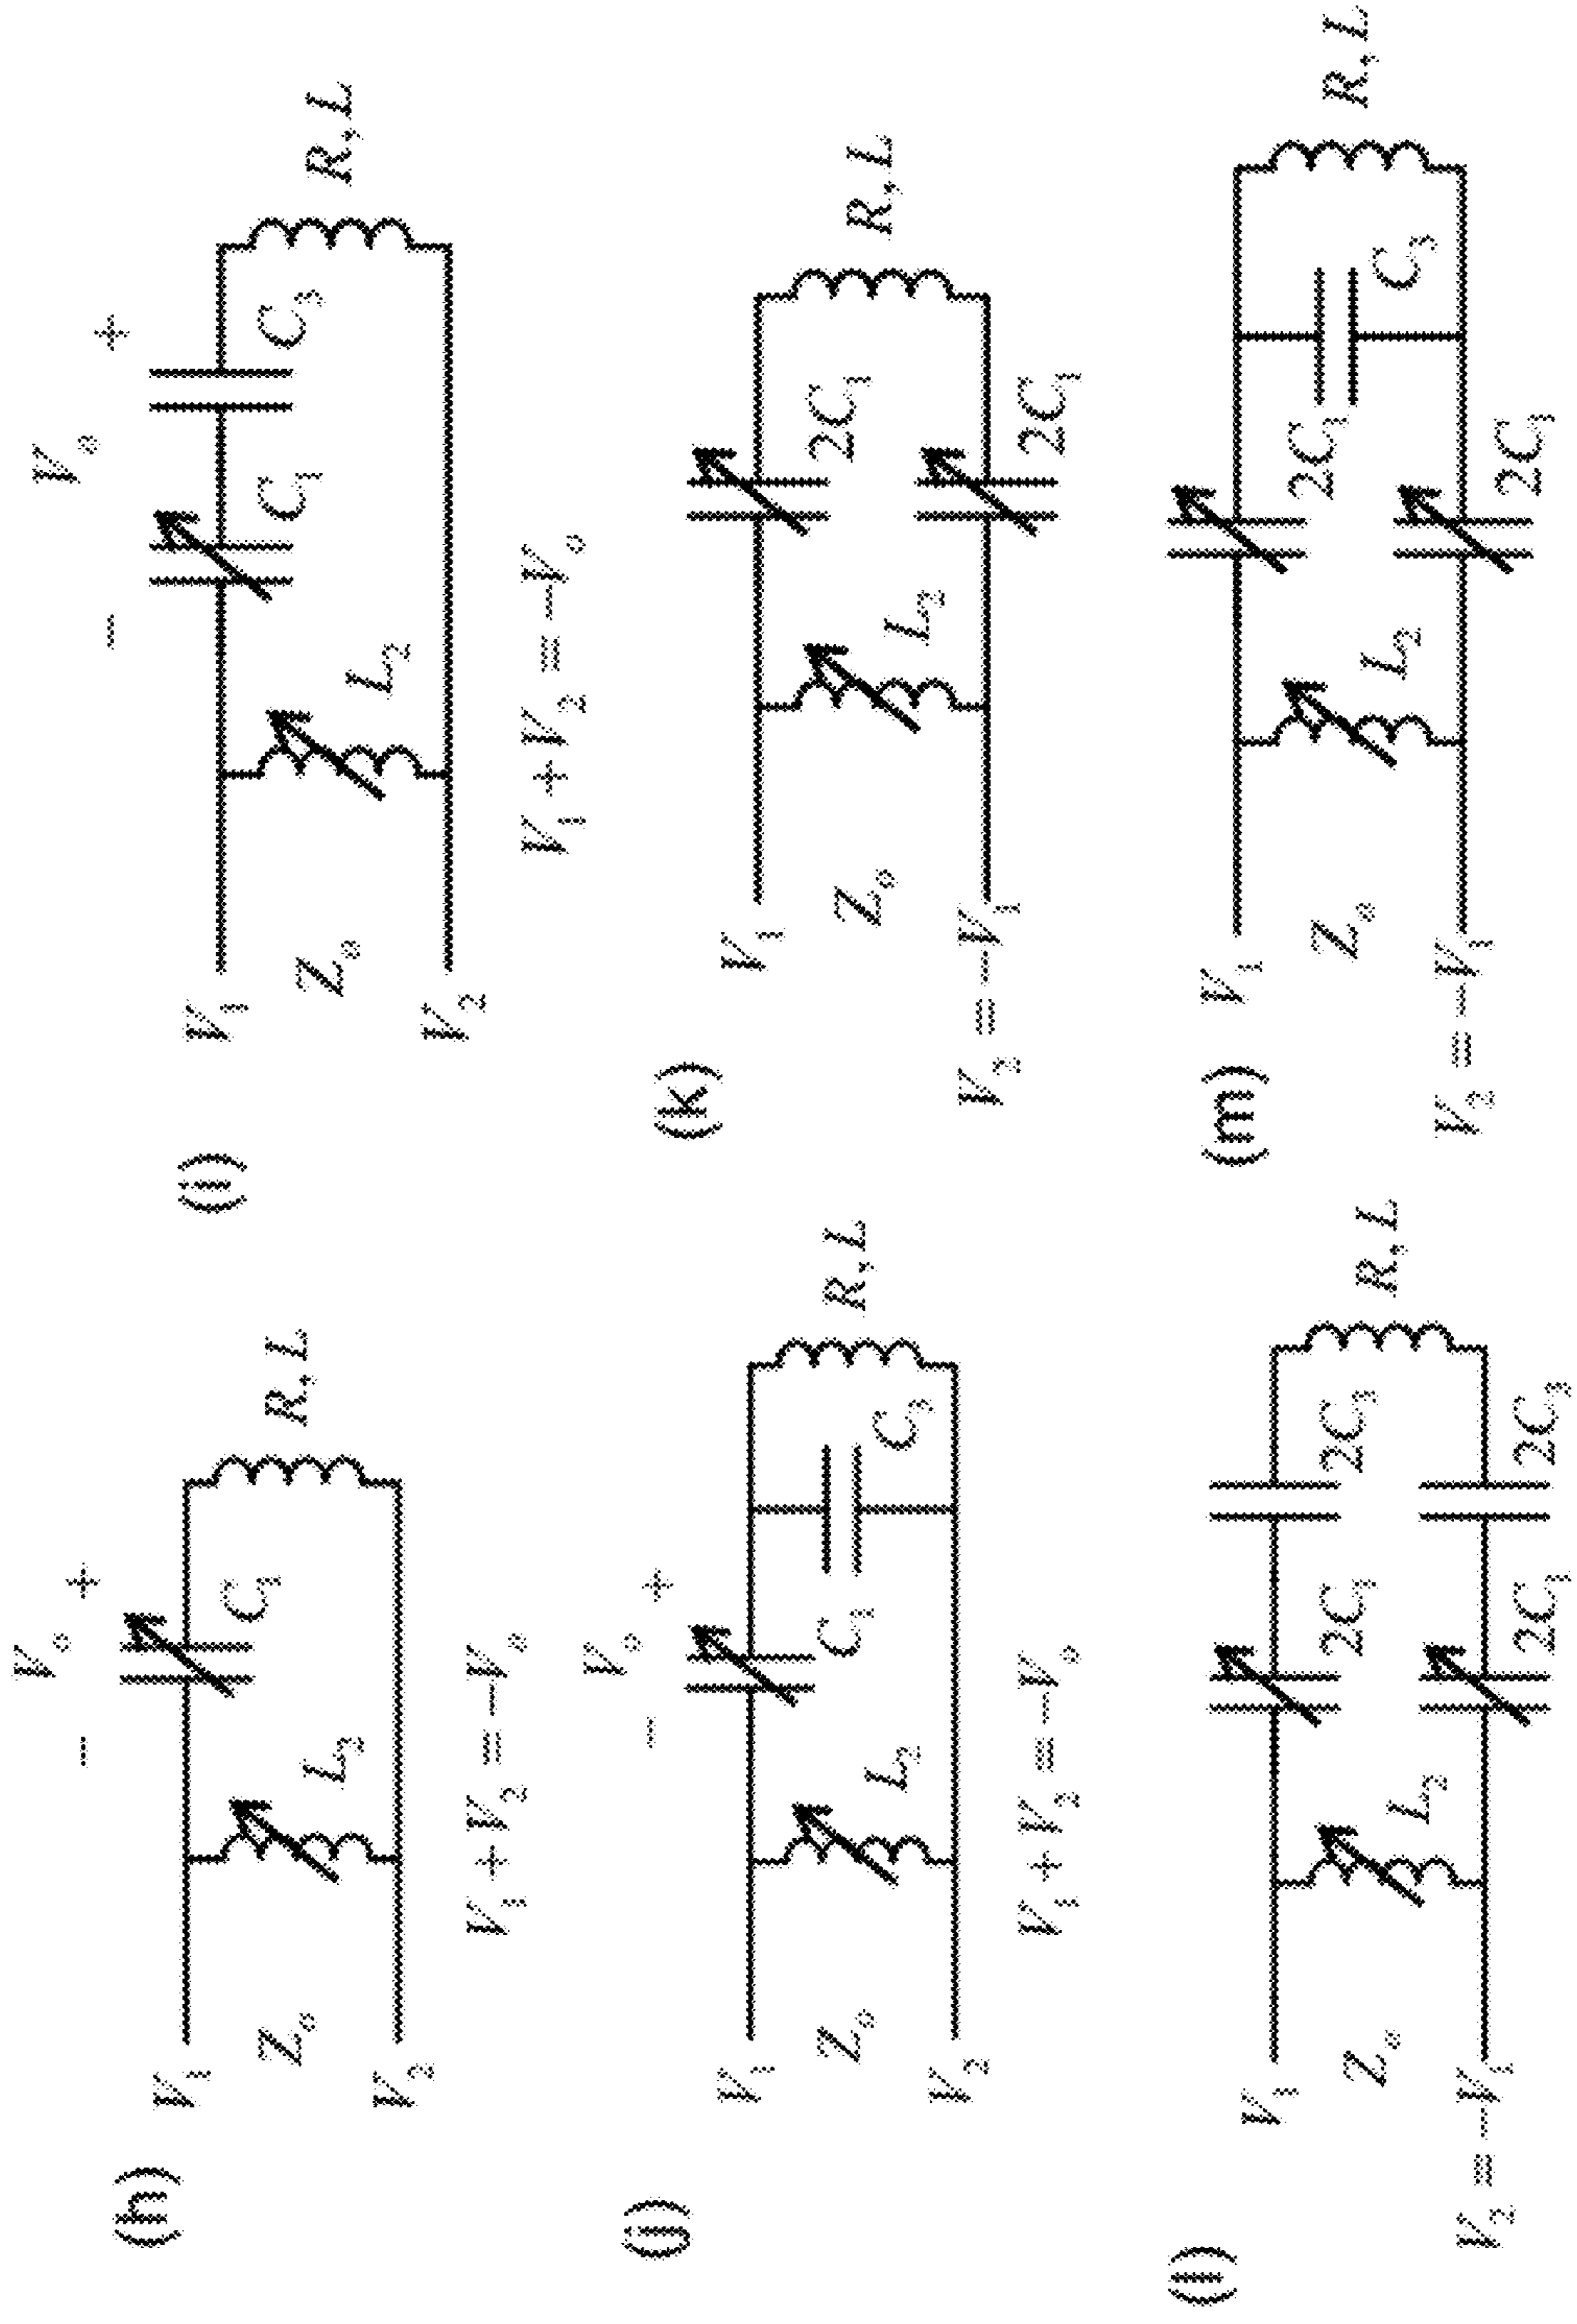 (h)
V₀
− +
V₁
Z₀
V₂
L₂
C₁
R, L
V₁ + V₂ = −V₀
(i)
V₀
− +
V₁
Z₀
V₂
L₂
C₁
C₃
R, L
V₁ + V₂ = −V₀
(j)
V₀
− +
V₁
Z₀
V₂
L₂
C₁
C₃
R, L
V₁ + V₂ = −V₀
(k)
V₁
Z₀
V₂ = −V₁
L₂
2C₁
2C₁
R, L
(l)
V₁
Z₀
V₂ = −V₁
L₂
2C₁
2C₃
2C₁
2C₃
R, L
(m)
V₁
Z₀
V₂ = −V₁
L₂
2C₁
2C₁
C₃
R, L